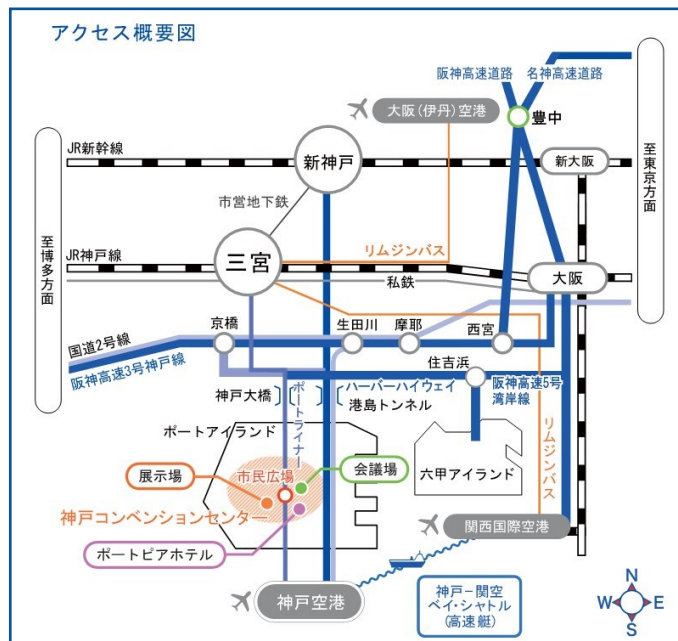 アクセス概要図
阪神高速道路
名神高速道路
大阪(伊丹)空港
豊中
至東京方面
JR新幹線
新神戸
新大阪
市営地下鉄
至博多方面
リムジンバス
JR神戸線
三宮
私鉄
大阪
京橋
生田川
摩耶
西宮
国道2号線
阪神高速3号神戸線
住吉浜
神戸大橋
ポートライナー
ハーバーハイウェイ
港島トンネル
阪神高速5号
湾岸線
ポートアイランド
六甲アイランド
リムジンバス
市民広場
会議場
展示場
神戸コンベンションセンター
ポートピアホテル
関西国際空港
神戸空港
神戸−関空
ベイ・シャトル
(高速艇)
N
W
E
S